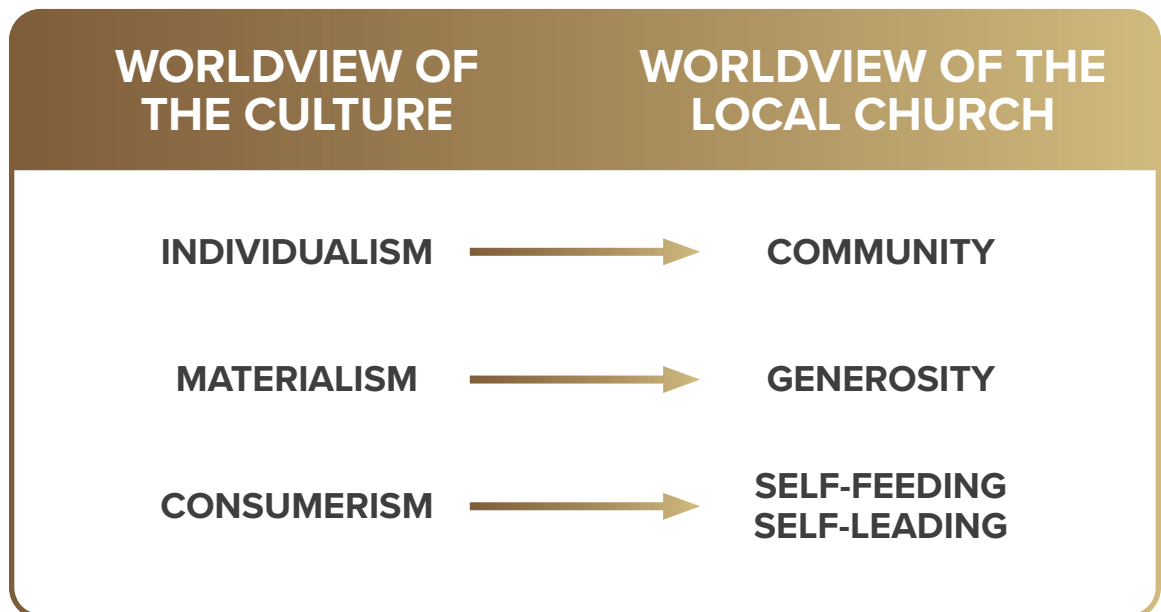 WORLDVIEW OF
THE CULTURE
WORLDVIEW OF THE
LOCAL CHURCH
INDIVIDUALISM
COMMUNITY
MATERIALISM
GENEROSITY
CONSUMERISM
SELF-FEEDING
SELF-LEADING